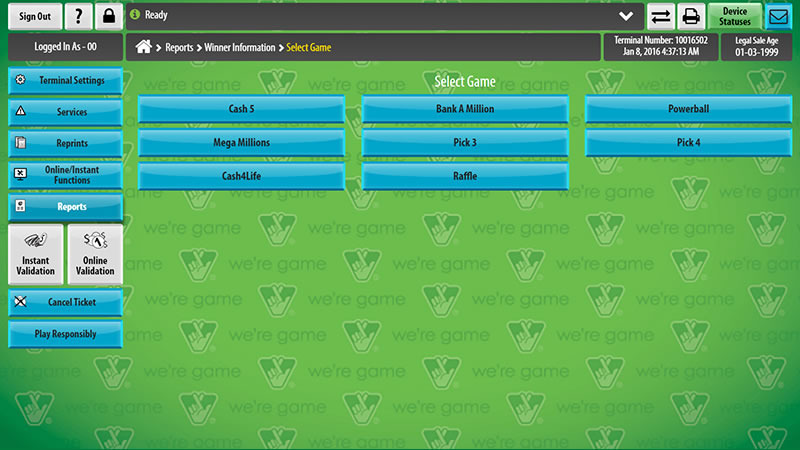 Sign Out
?
Ready
Device
Statuses
Logged In As - 00
Reports > Winner Information > Select Game
Terminal Number: 10016502
Jan 8, 2016 4:37:13 AM
Legal Sale Age
01-03-1999
Terminal Settings
Services
Reprints
Online/Instant
Functions
Reports
Instant
Validation
Online
Validation
Cancel Ticket
Play Responsibly
Select Game
Cash 5
Bank A Million
Powerball
Mega Millions
Pick 3
Pick 4
Cash4Life
Raffle
we're game